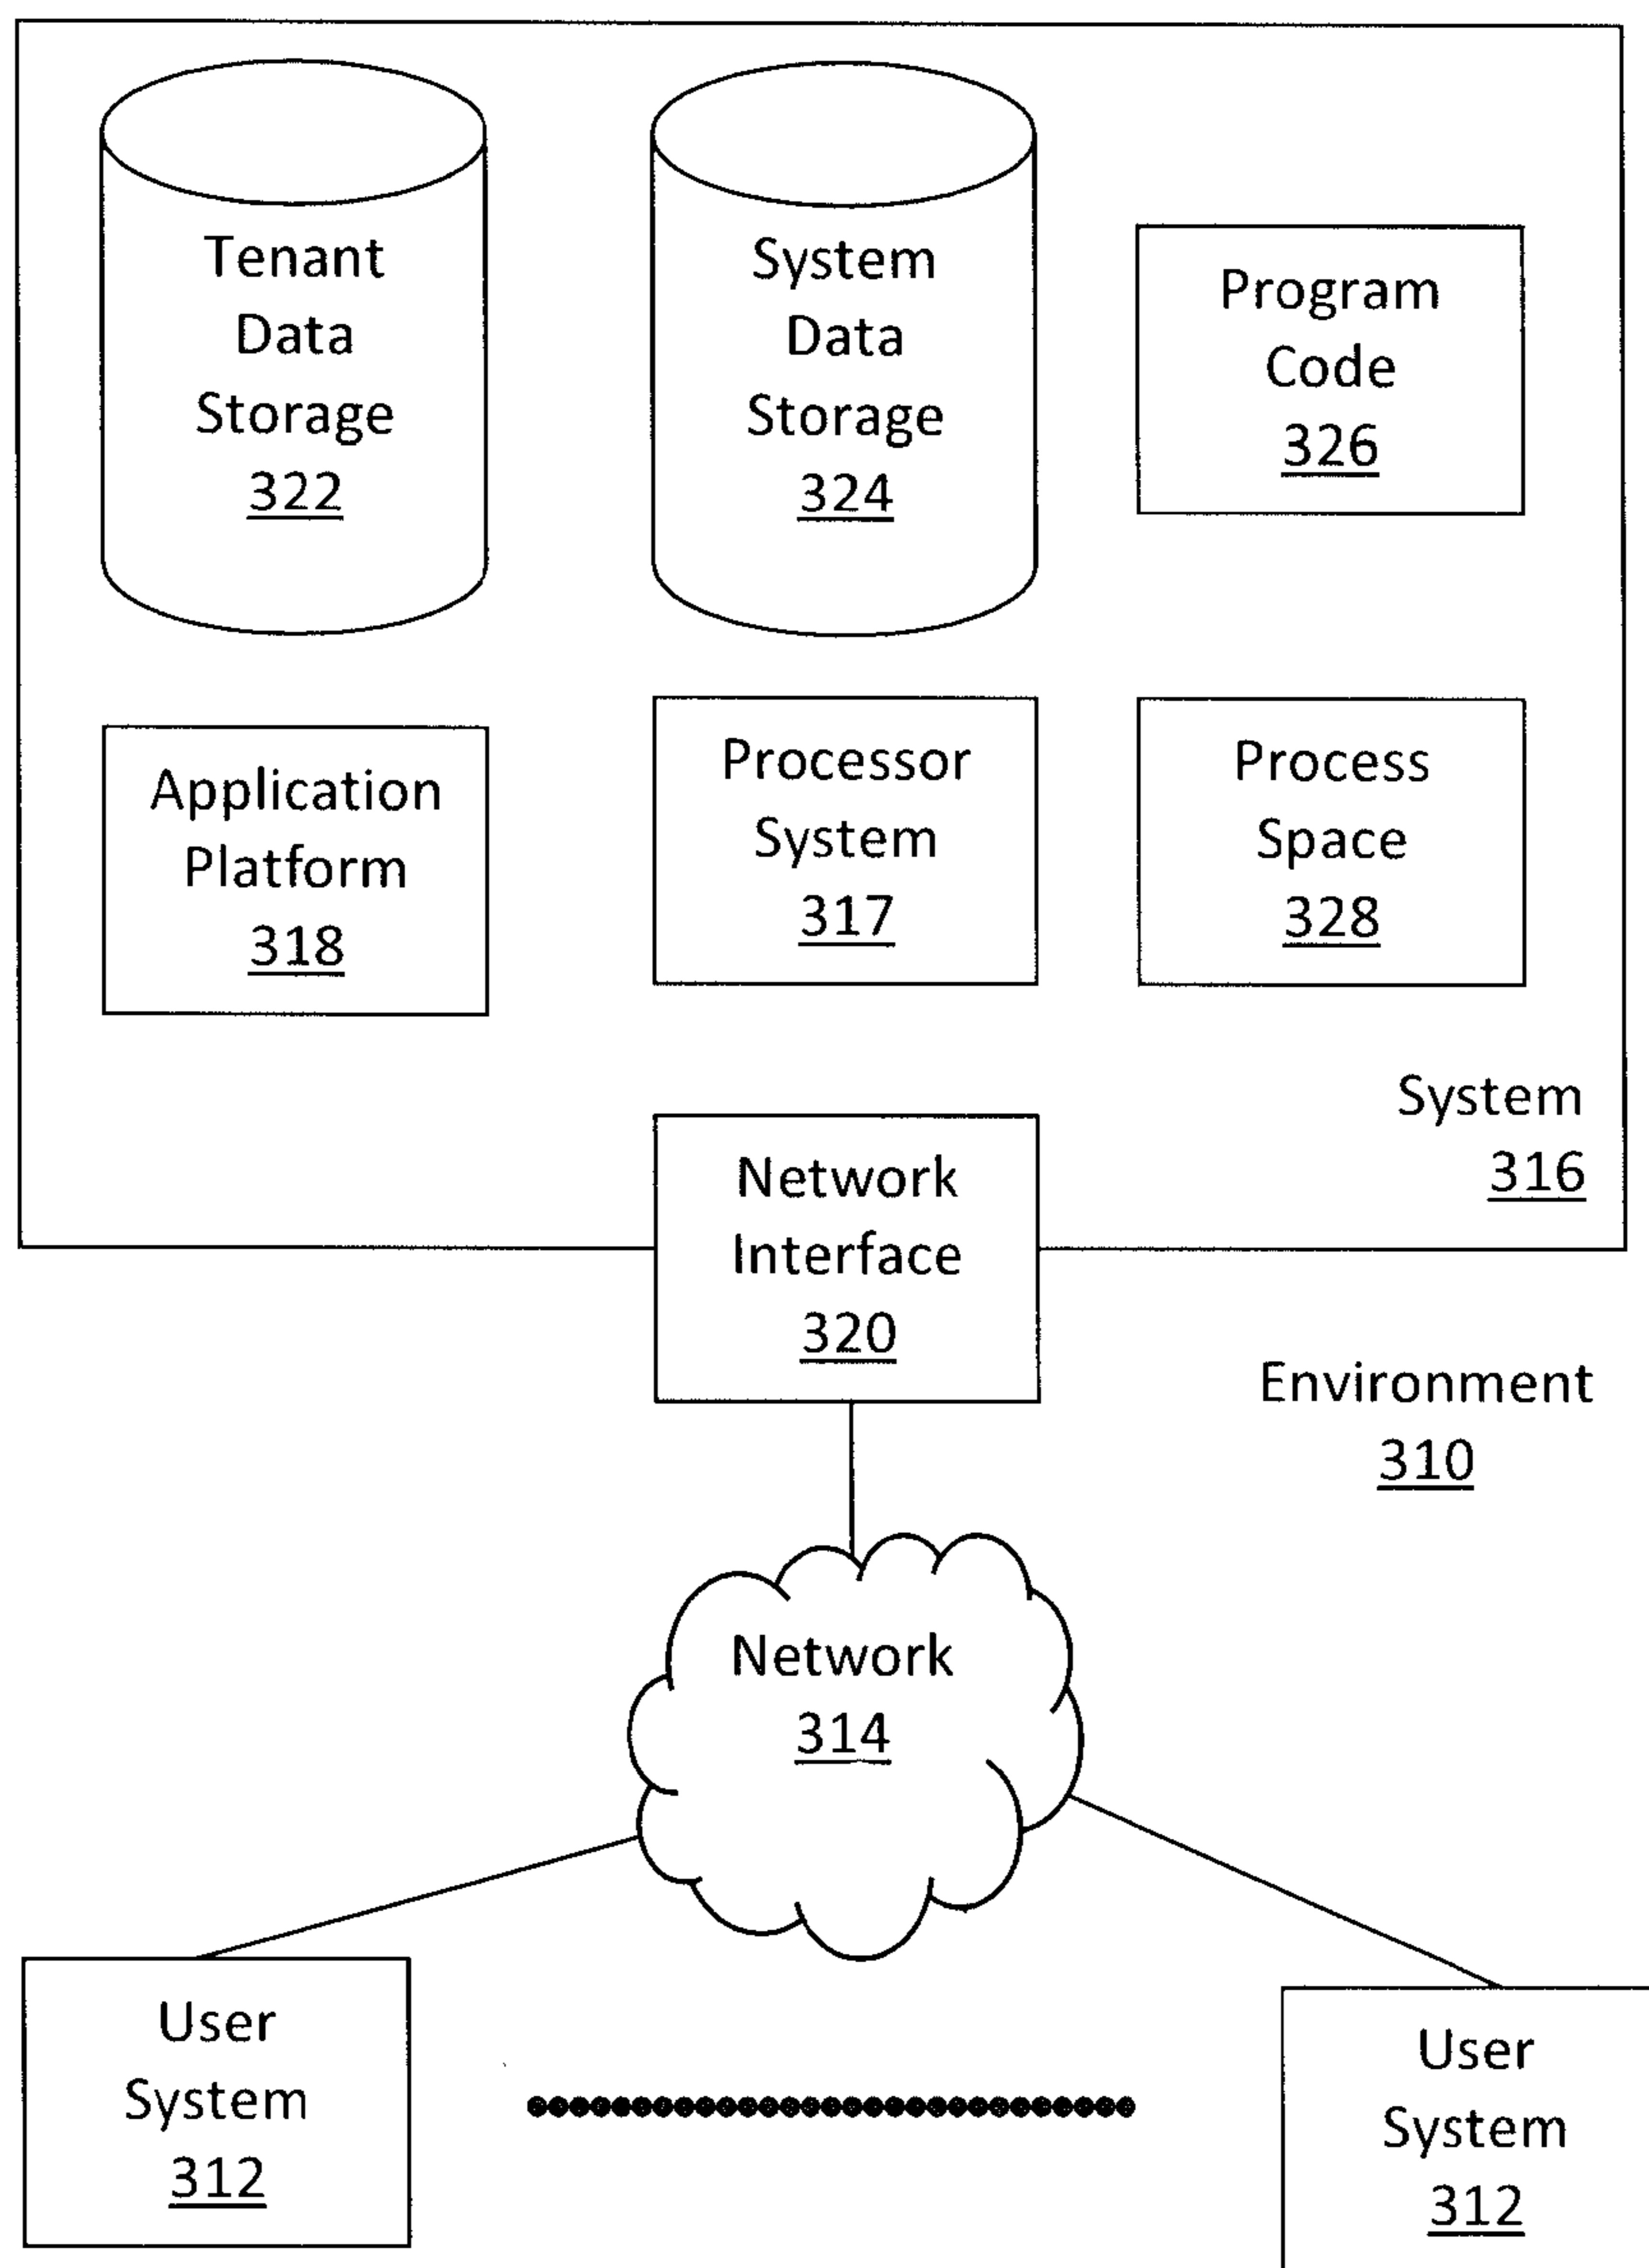 Tenant
Data
Storage
322
System
Data
Storage
324
Program
Code
326
Application
Platform
318
Processor
System
317
Process
Space
328
System
316
Network
Interface
320
Environment
310
Network
314
User
System
312
User
System
312